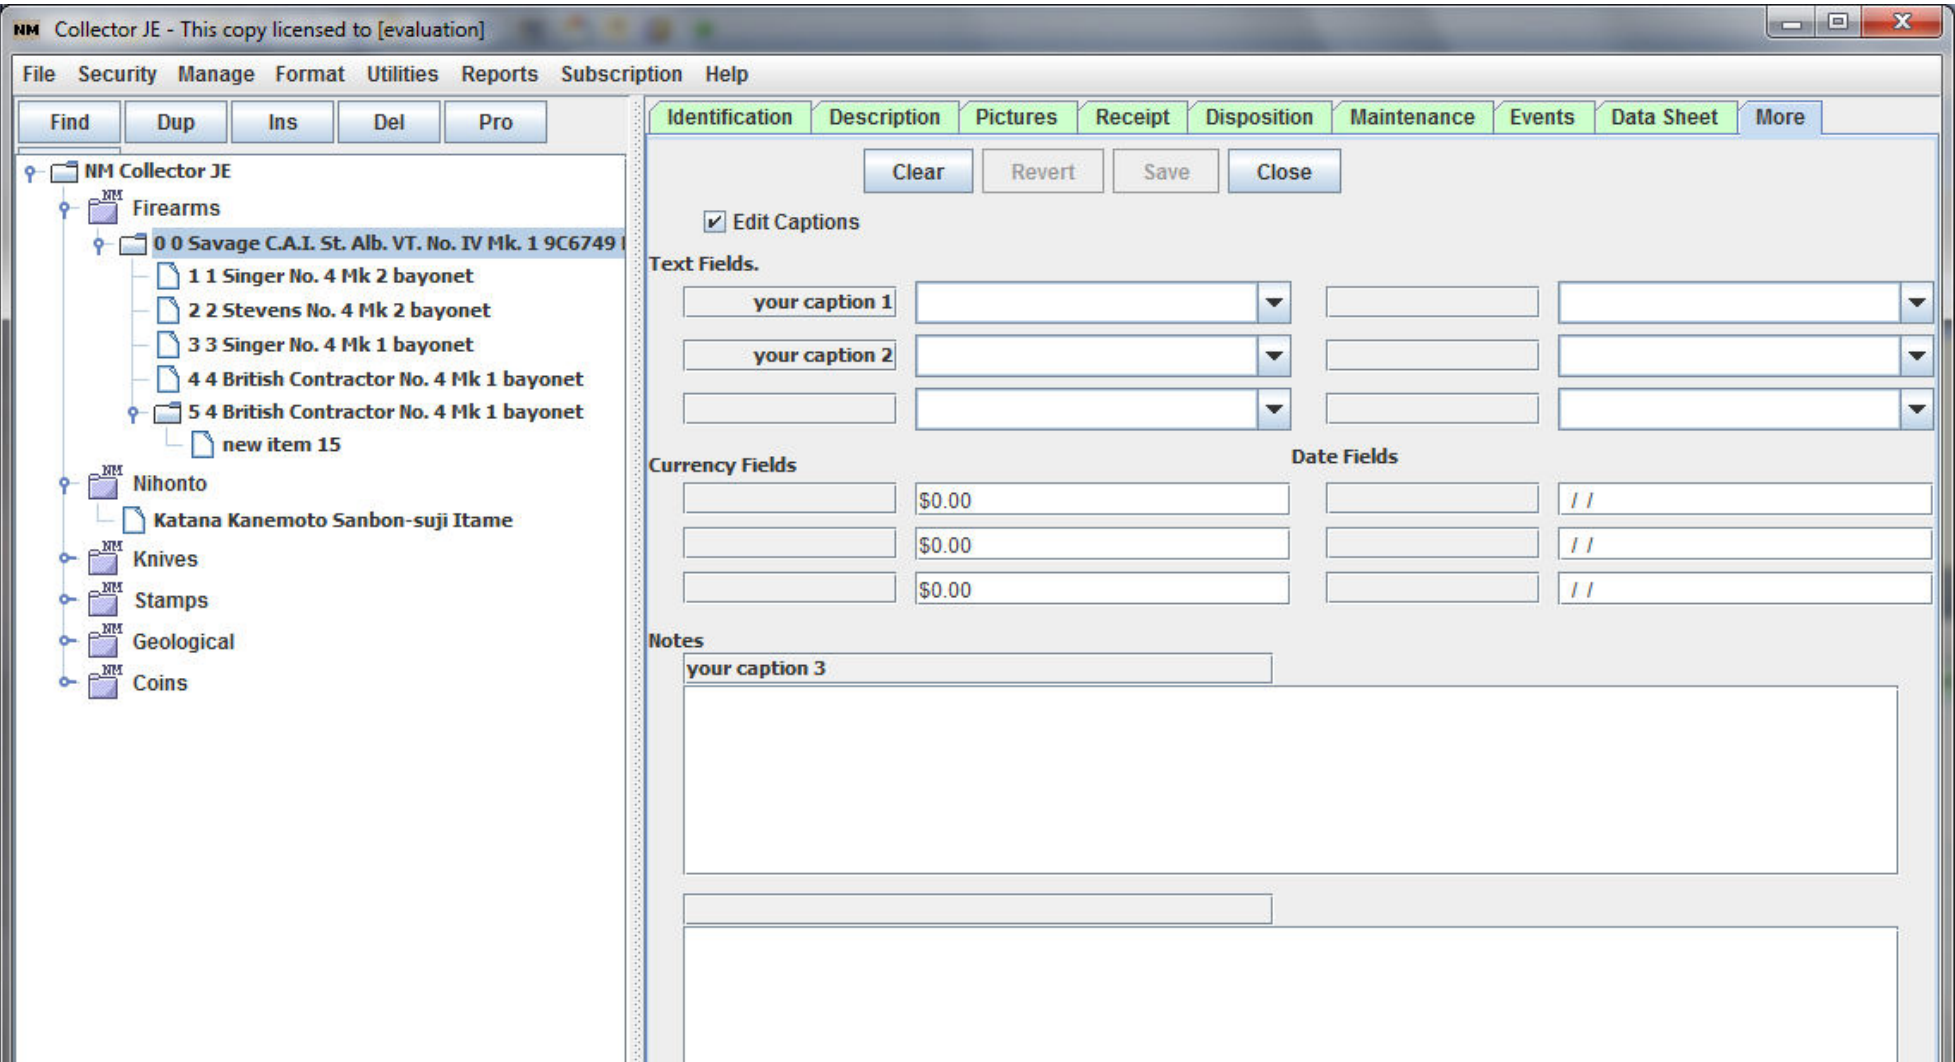 NM Collector JE - This copy licensed to [evaluation]
File Security Manage Format Utilities Reports Subscription Help
Find Dup Ins Del Pro
NM Collector JE
NM Firearms
0 0 Savage C.A.I. St. Alb. VT. No. IV Mk. 1 9C6749
1 1 Singer No. 4 Mk 2 bayonet
2 2 Stevens No. 4 Mk 2 bayonet
3 3 Singer No. 4 Mk 1 bayonet
4 4 British Contractor No. 4 Mk 1 bayonet
5 4 British Contractor No. 4 Mk 1 bayonet
new item 15
NM Nihonto
Katana Kanemoto Sanbon-suji Itame
NM Knives
NM Stamps
NM Geological
NM Coins
Identification Description Pictures Receipt Disposition Maintenance Events Data Sheet More
Clear Revert Save Close
Edit Captions
Text Fields.
your caption 1
your caption 2
Currency Fields Date Fields
$0.00 / /
$0.00 / /
$0.00 / /
Notes
your caption 3